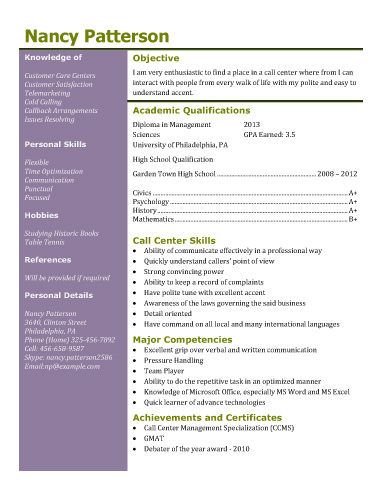 Nancy Patterson
Knowledge of
Customer Care Centers
Customer Satisfaction
Telemarketing
Cold Calling
Callback Arrangements
Issues Resolving
Personal Skills
Flexible
Time Optimization
Communication
Punctual
Focused
Hobbies
Studying Historic Books
Table Tennis
References
Will be provided if required
Personal Details
Nancy Patterson
3640, Clinton Street
Philadelphia, PA
Phone (Home) 325-456-7892
Cell: 456-658-9587
Skype: nancy.patterson2586
Email:np@example.com
Objective
I am very enthusiastic to find a place in a call center where from I can
interact with people from every walk of life with my polite and easy to
understand accent.
Academic Qualifications
Diploma in Management 2013
Sciences GPA Earned: 3.5
University of Philadelphia, PA
High School Qualification
Garden Town High School ........ 2008 – 2012
Civics ........ A+
Psychology ........ A+
History ........ A+
Mathematics ........ B+
Call Center Skills
• Ability of communicate effectively in a professional way
• Quickly understand callers' point of view
• Strong convincing power
• Ability to keep a record of complaints
• Have polite tune with excellent accent
• Awareness of the laws governing the said business
• Detail oriented
• Have command on all local and many international languages
Major Competencies
• Excellent grip over verbal and written communication
• Pressure Handling
• Team Player
• Ability to do the repetitive task in an optimized manner
• Knowledge of Microsoft Office, especially MS Word and MS Excel
• Quick learner of advance technologies
Achievements and Certificates
• Call Center Management Specialization (CCMS)
• GMAT
• Debater of the year award - 2010